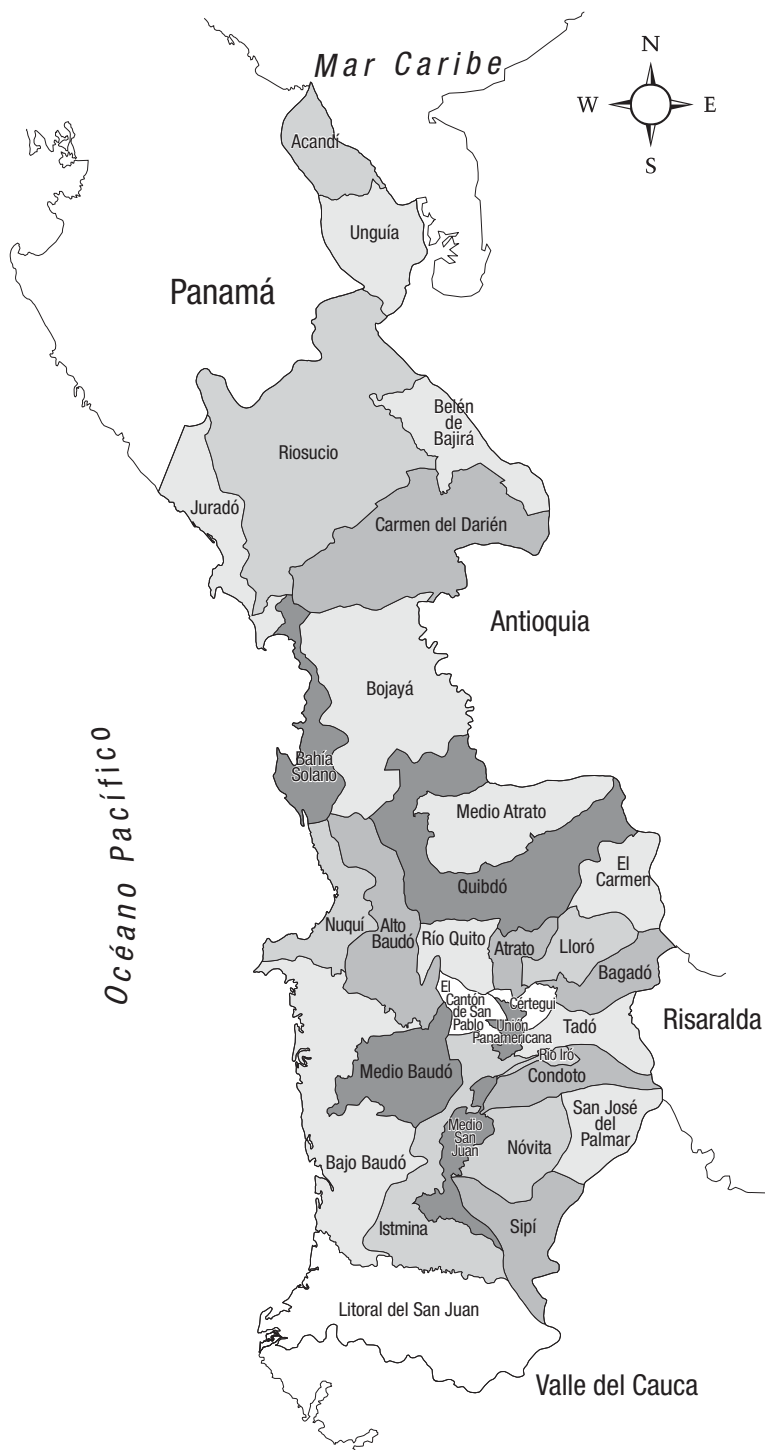 Mar Caribe
N
W
E
S
Acandí
Unguía
Panamá
Belén
de
Bajirá
Riosucio
Juradó
Carmen del Darién
Antioquia
Bojayá
Océano Pacífico
Bahía
Solano
Medio Atrato
El
Carmen
Quibdó
Nuquí
Alto
Baudó
Río Quito
Atrato
Lloró
Bagadó
El
Cantón
de San
Pablo
Cértegui
Unión
Panamericana
Tadó
Risaralda
Río Iró
Medio Baudó
Condoto
San José
del
Palmar
Medio
San
Juan
Nóvita
Bajo Baudó
Istmina
Sipí
Litoral del San Juan
Valle del Cauca